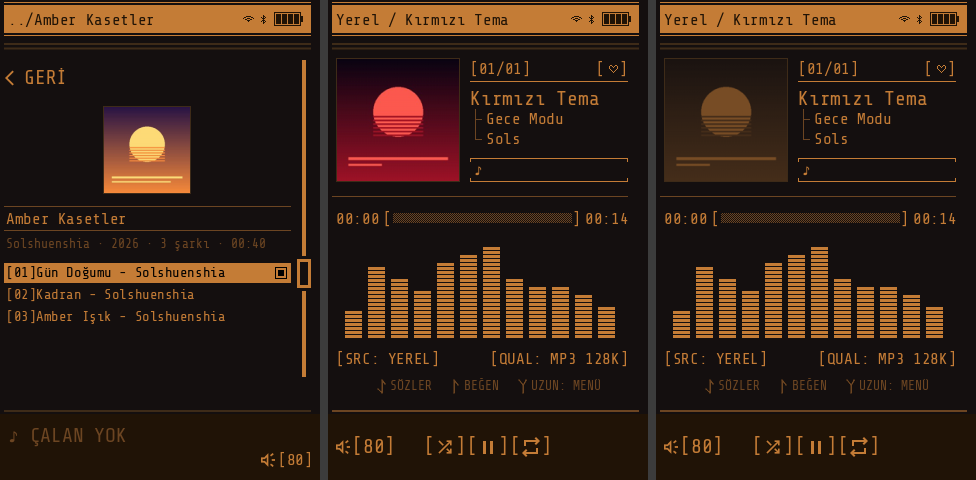 ../Amber Kasetler
GERİ
Amber Kasetler
Solshuenshia · 2026 · 3 şarkı · 00:40
[01]Gün Doğumu - Solshuenshia
[02]Kadran - Solshuenshia
[03]Amber Işık - Solshuenshia
♪ ÇALAN YOK
[80]
Yerel / Kırmızı Tema
[01/01] [♡]
Kırmızı Tema
Gece Modu
Sols
♪
00:00[ ]00:14
[SRC: YEREL] [QUAL: MP3 128K]
SÖZLER BEĞEN UZUN: MENÜ
[80] [ ][ ][ ]
Yerel / Kırmızı Tema
[01/01] [♡]
Kırmızı Tema
Gece Modu
Sols
♪
00:00[ ]00:14
[SRC: YEREL] [QUAL: MP3 128K]
SÖZLER BEĞEN UZUN: MENÜ
[80] [ ][ ][ ]